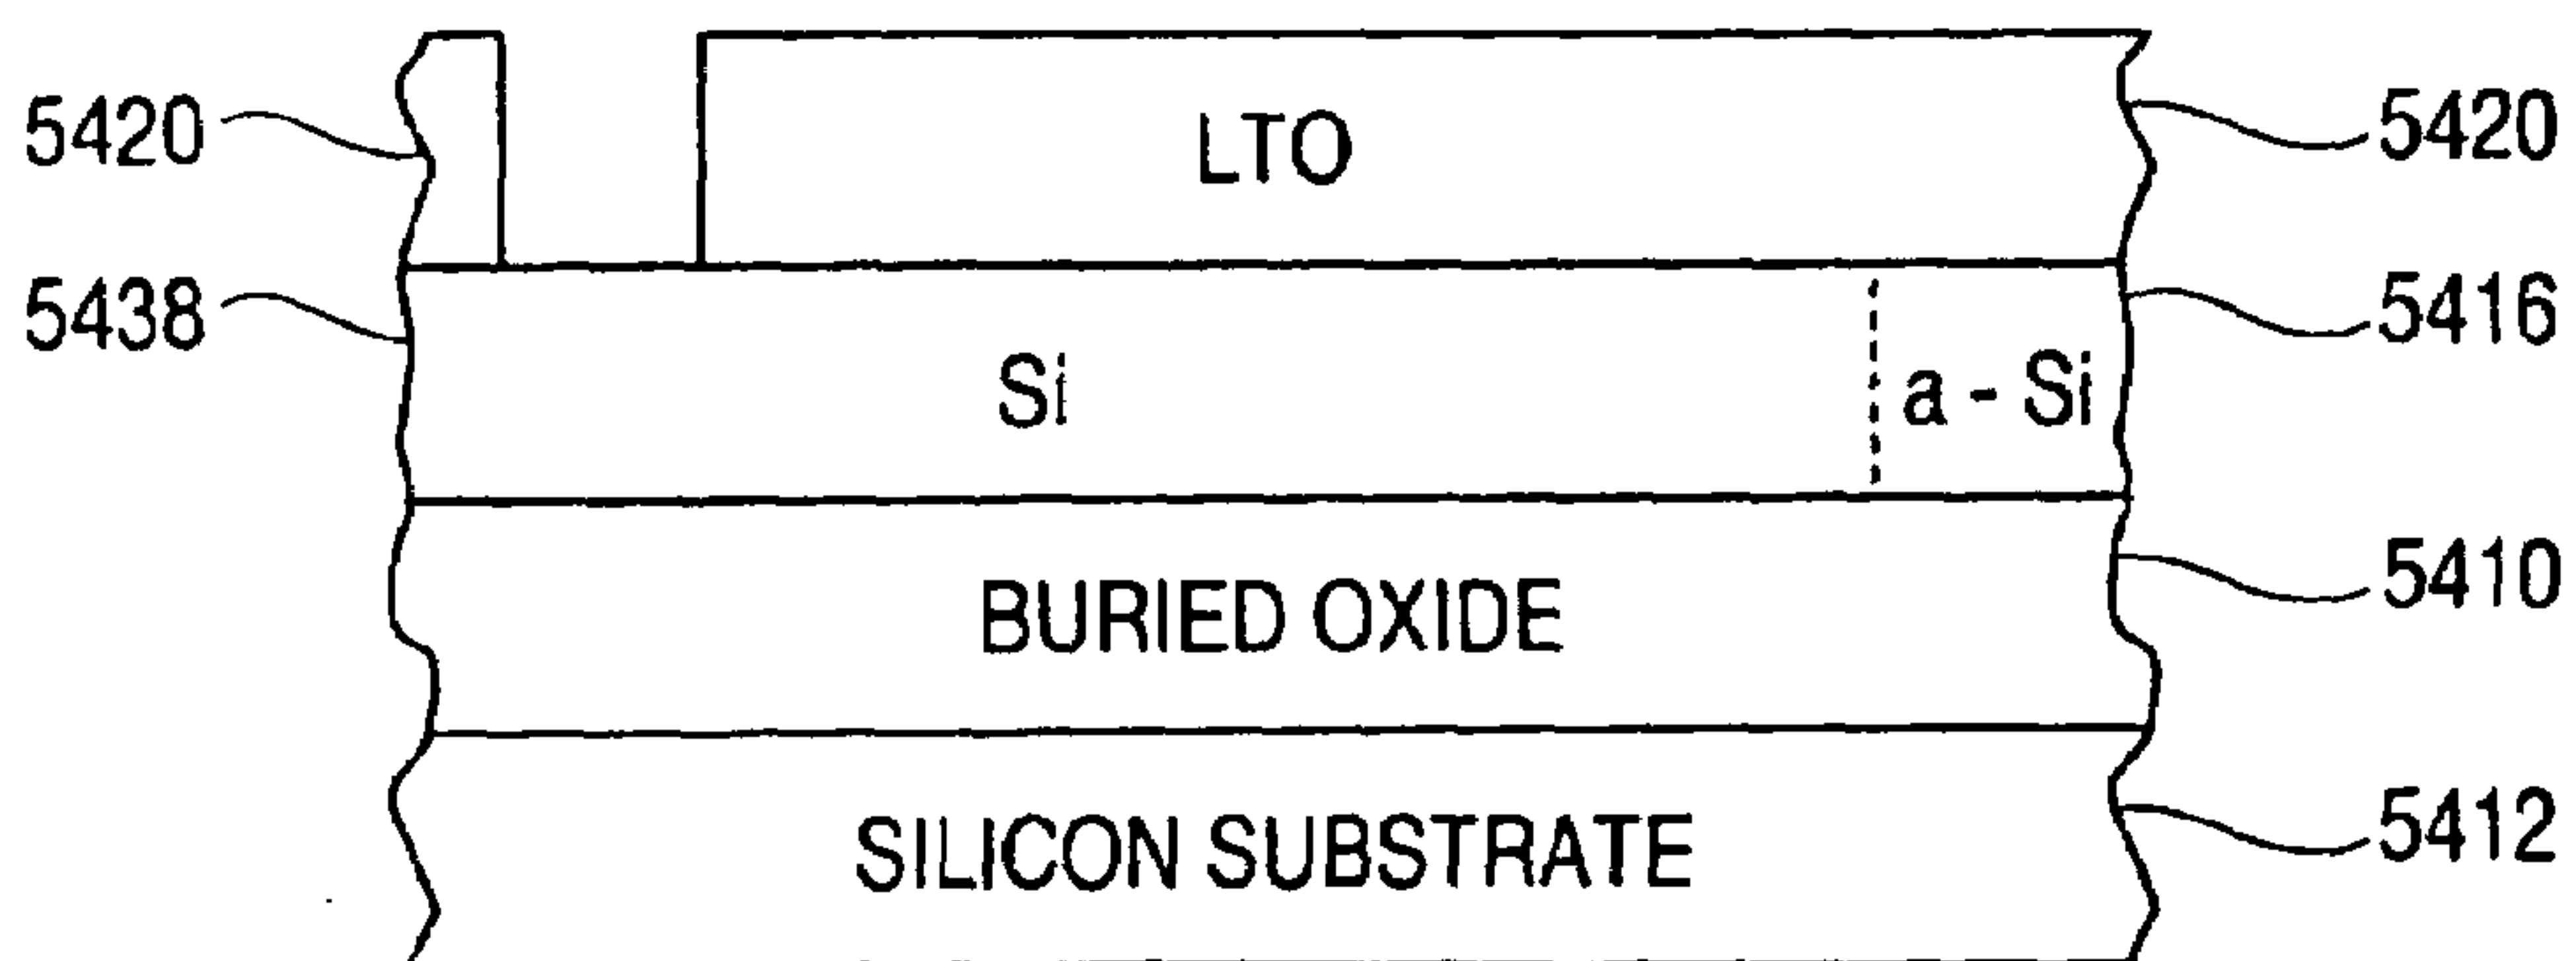 LTO
5420
5420
5438
5416
Si
a - Si
BURIED OXIDE
5410
SILICON SUBSTRATE
5412